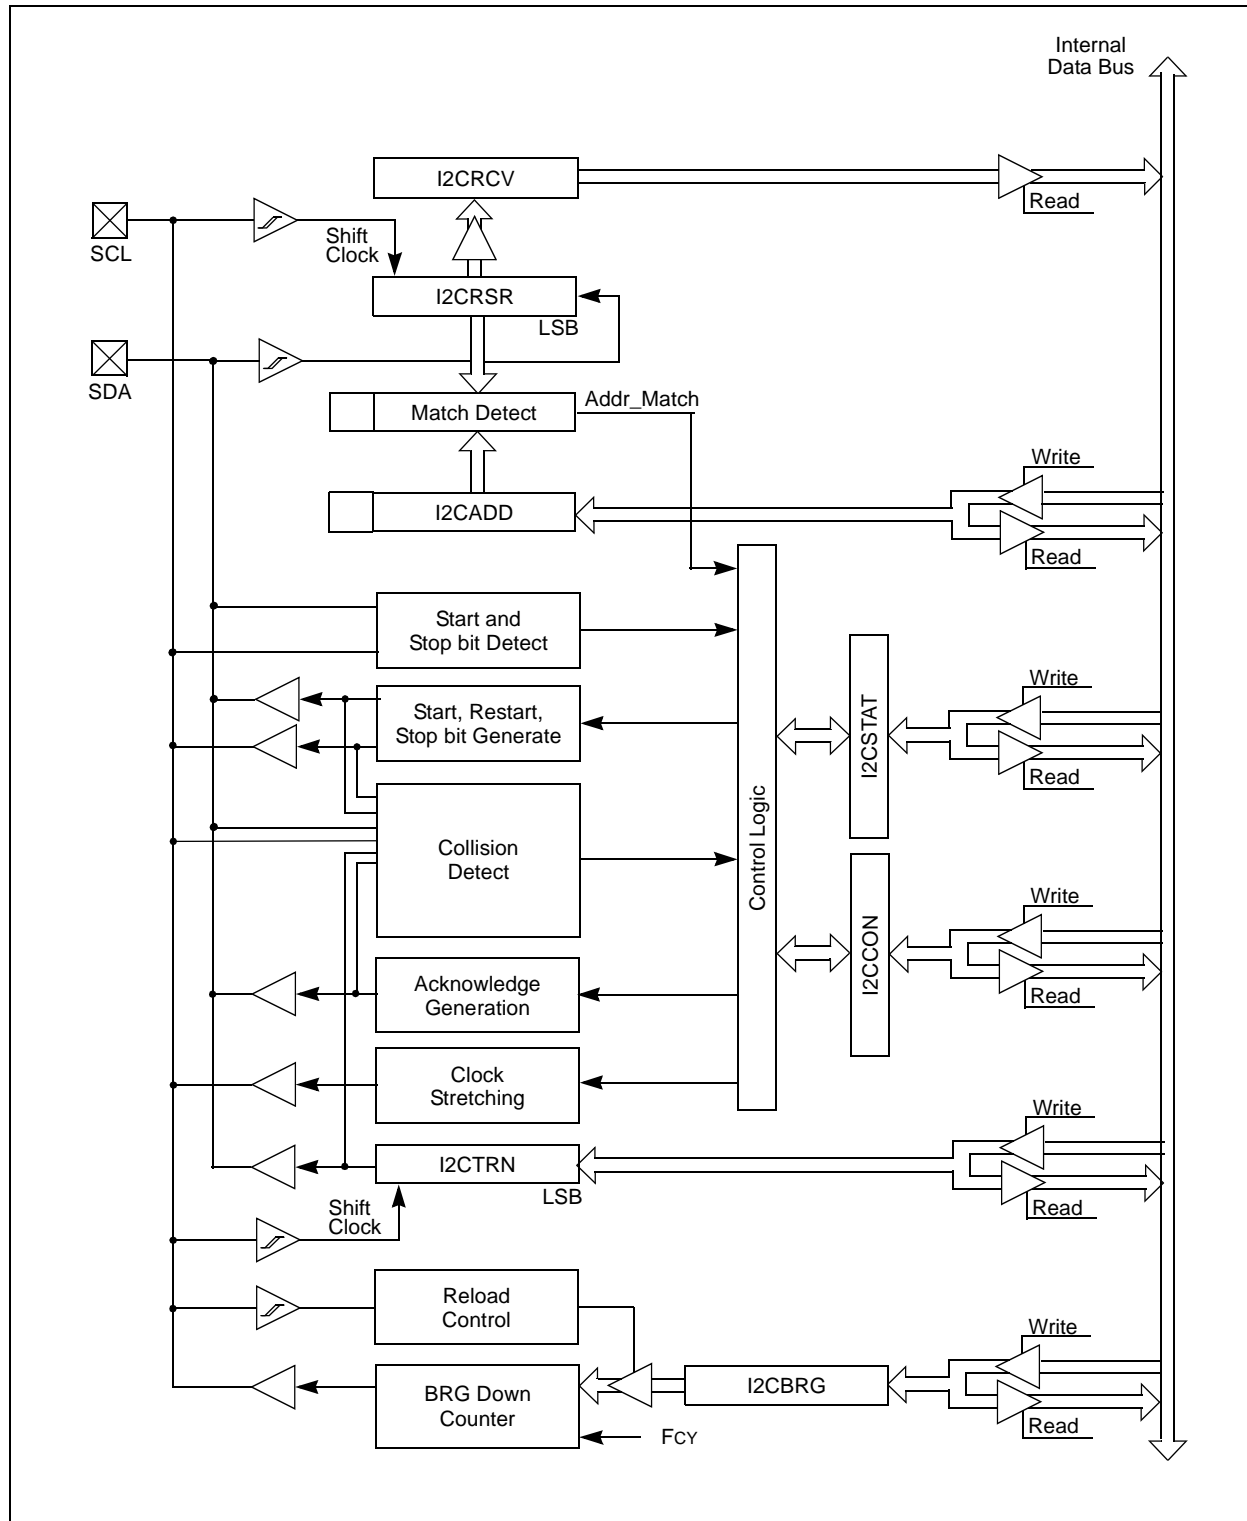 Internal
Data Bus
I2CRCV
Read
SCL
Shift
Clock
I2CRSR
LSB
SDA
Match Detect
Addr_Match
Write
I2CADD
Read
Start and
Stop bit Detect
Write
Start, Restart,
Stop bit Generate
I2CSTAT
Read
Control Logic
Collision
Detect
Write
I2CCON
Acknowledge
Generation
Read
Clock
Stretching
Write
I2CTRN
LSB
Read
Shift
Clock
Reload
Control
Write
I2CBRG
BRG Down
Counter
Read
FCY